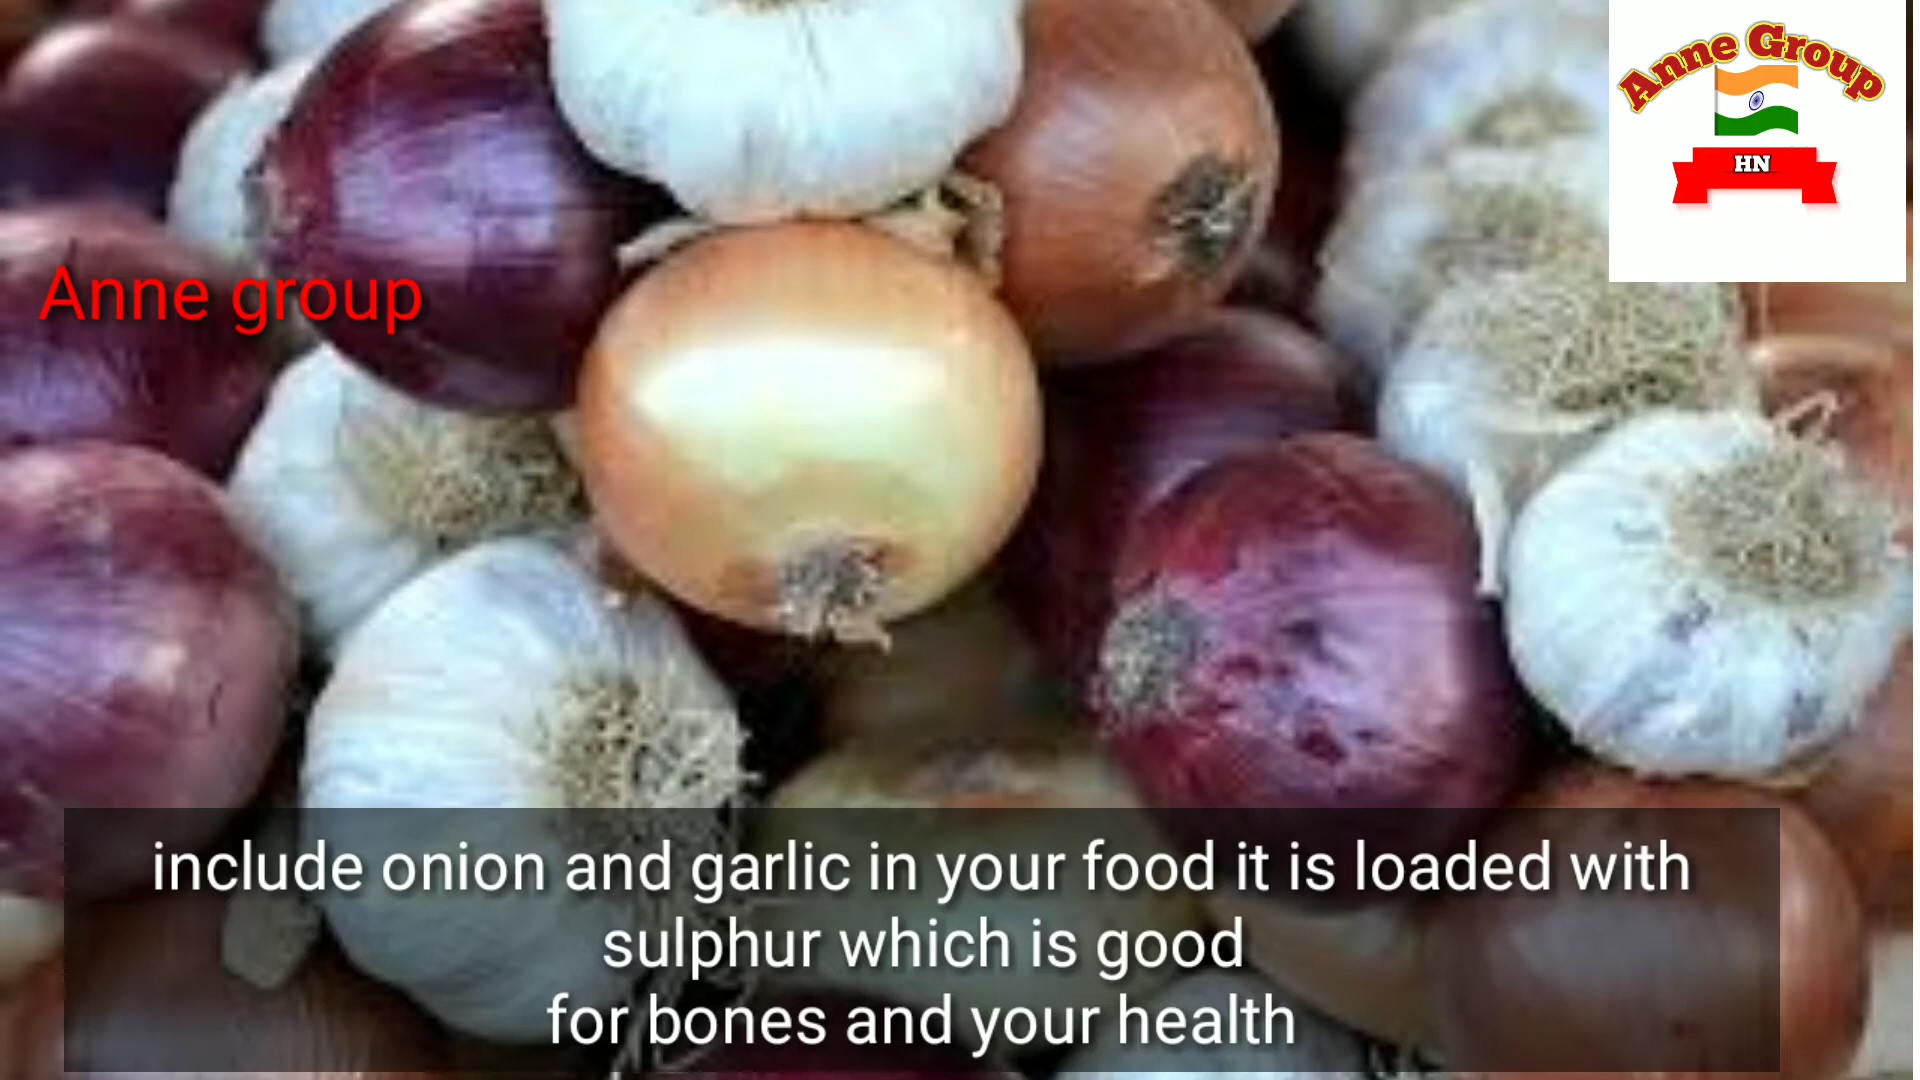 Anne Group
HN
Anne group
include onion and garlic in your food it is loaded with
sulphur which is good
for bones and your health